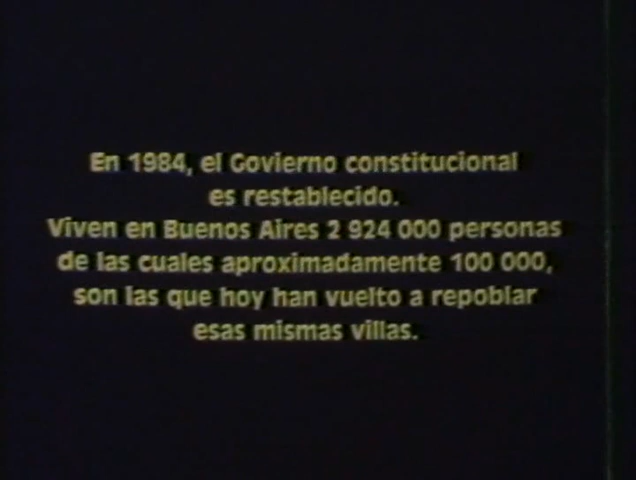 En 1984, el Govierno constitucional
es restablecido.
Viven en Buenos Aires 2 924 000 personas
de las cuales aproximadamente 100 000,
son las que hoy han vuelto a repoblar
esas mismas villas.